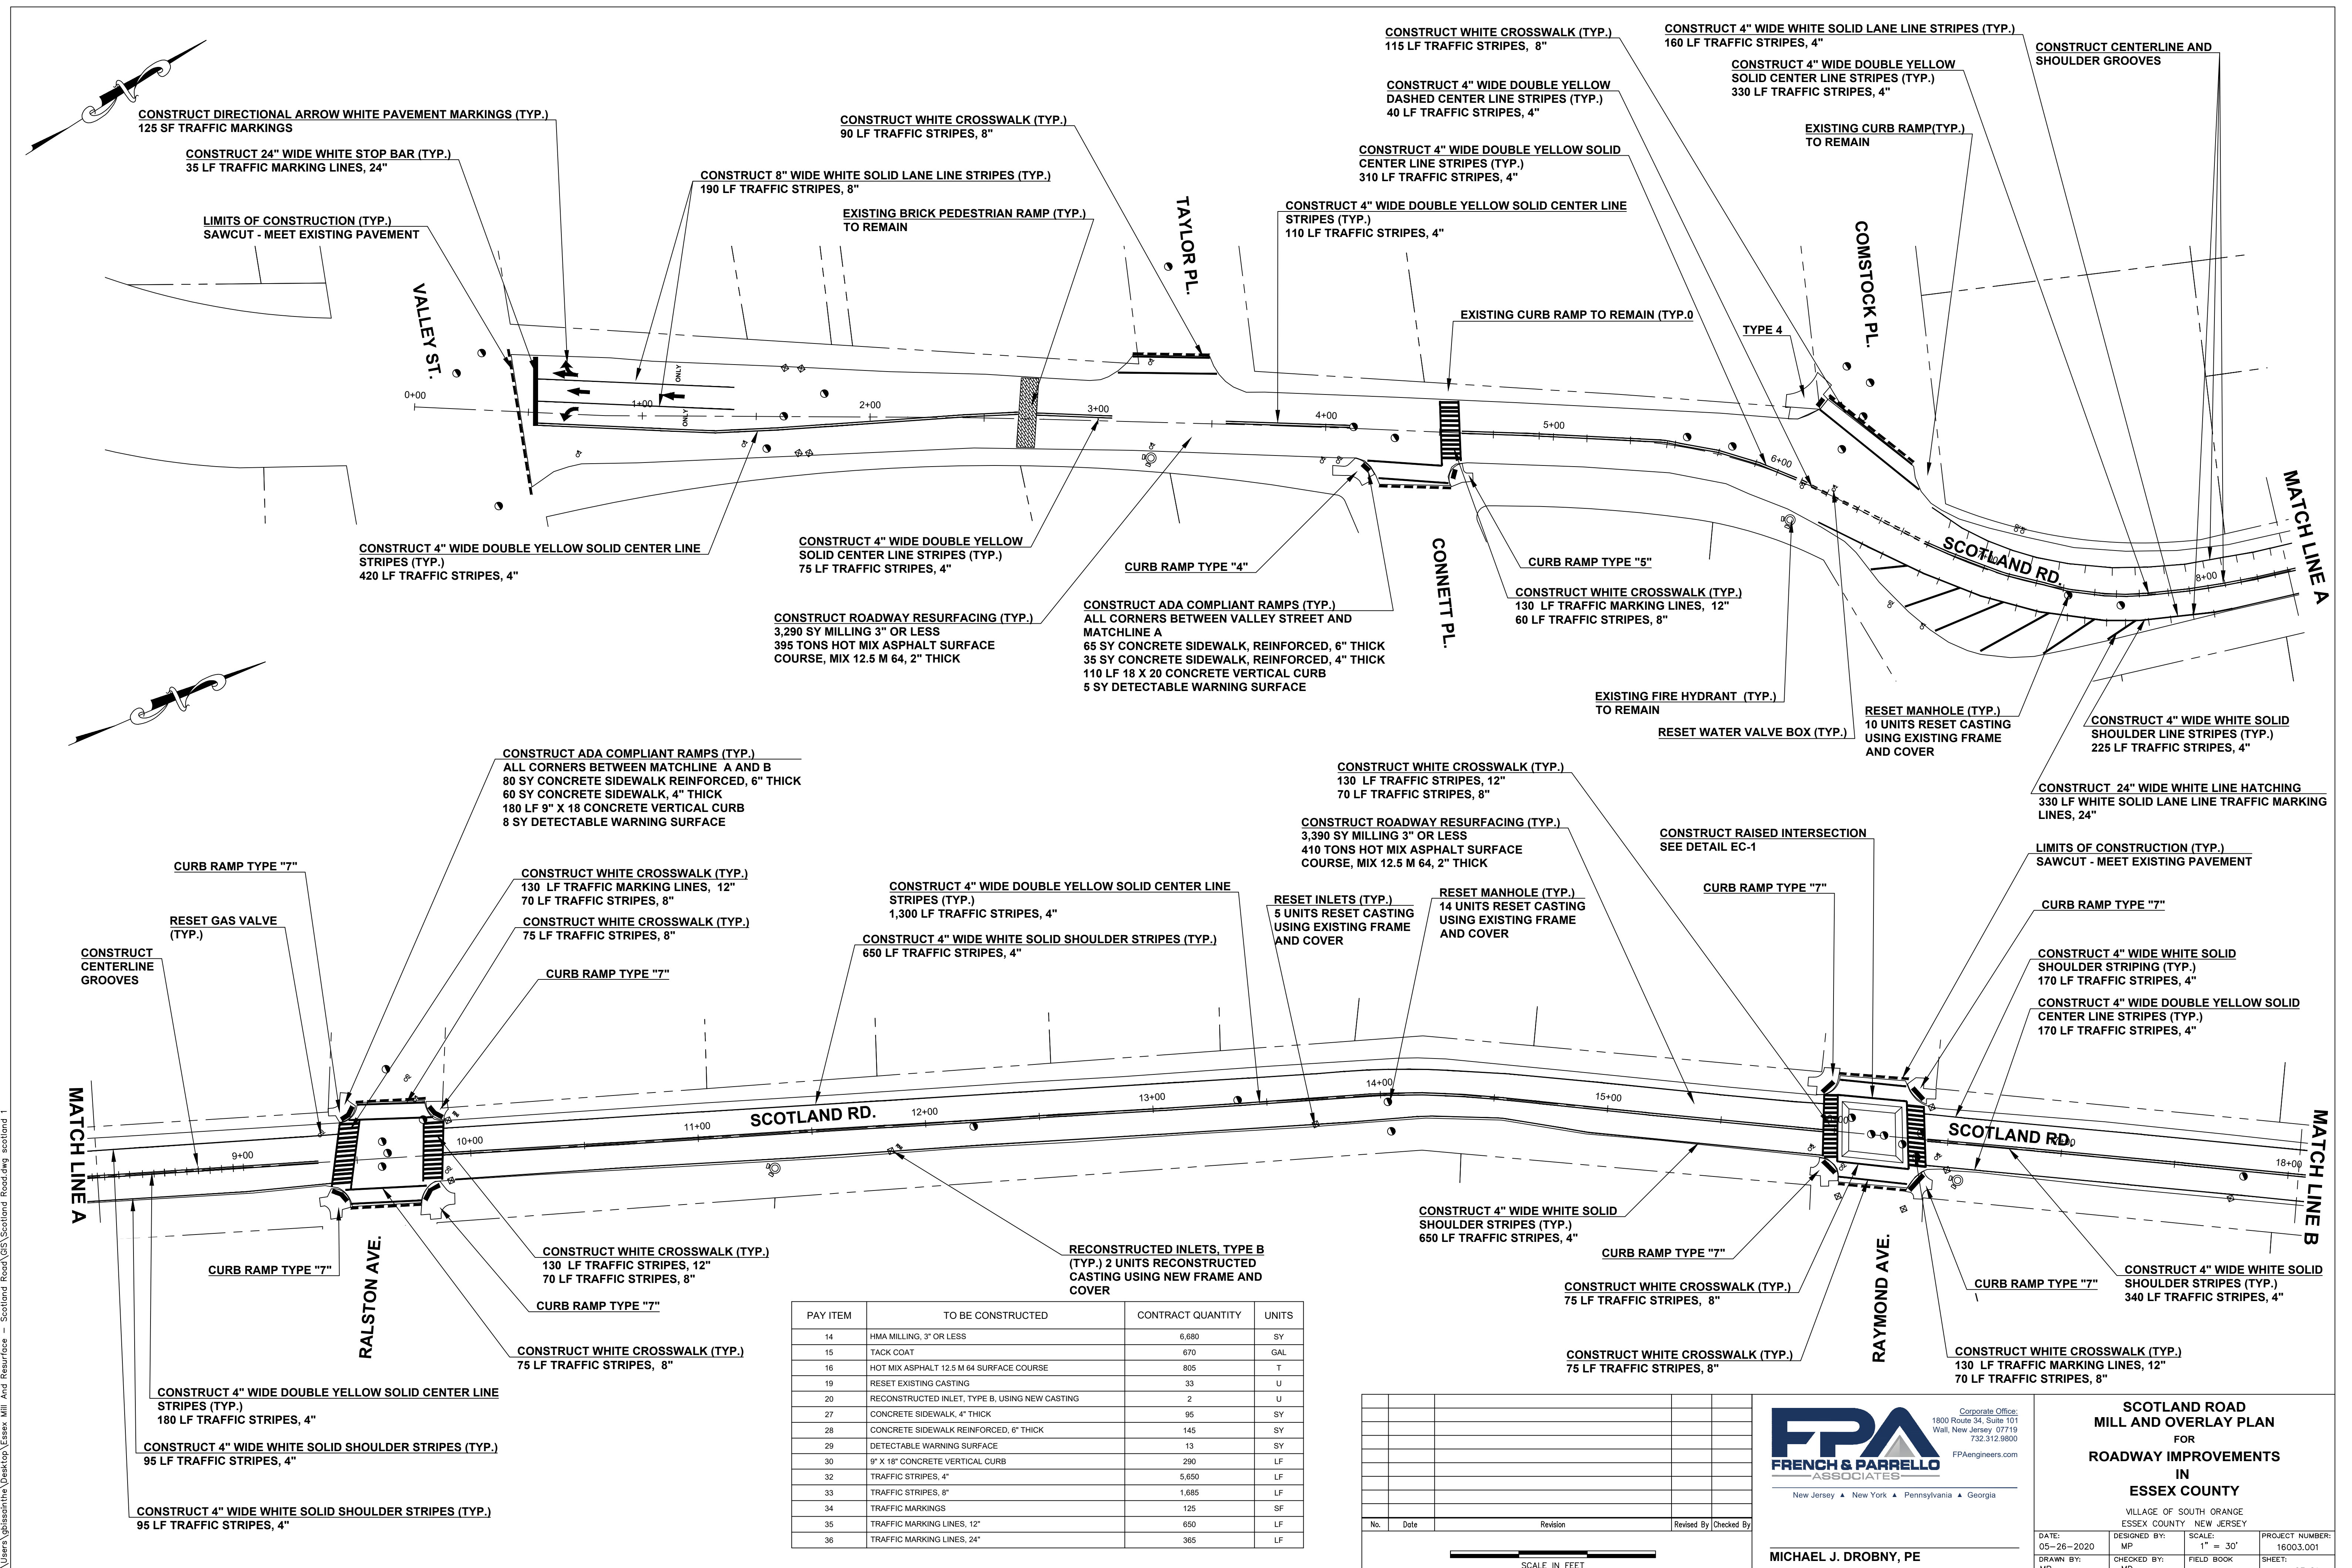 CONSTRUCT DIRECTIONAL ARROW WHITE PAVEMENT MARKINGS (TYP.)
125 SF TRAFFIC MARKINGS
CONSTRUCT 24" WIDE WHITE STOP BAR (TYP.)
35 LF TRAFFIC MARKING LINES, 24"
LIMITS OF CONSTRUCTION (TYP.)
SAWCUT - MEET EXISTING PAVEMENT
CONSTRUCT 8" WIDE WHITE SOLID LANE LINE STRIPES (TYP.)
190 LF TRAFFIC STRIPES, 8"
CONSTRUCT WHITE CROSSWALK (TYP.)
90 LF TRAFFIC STRIPES, 8"
EXISTING BRICK PEDESTRIAN RAMP (TYP.)
TO REMAIN
CONSTRUCT WHITE CROSSWALK (TYP.)
115 LF TRAFFIC STRIPES, 8"
CONSTRUCT 4" WIDE DOUBLE YELLOW
DASHED CENTER LINE STRIPES (TYP.)
40 LF TRAFFIC STRIPES, 4"
CONSTRUCT 4" WIDE DOUBLE YELLOW SOLID
CENTER LINE STRIPES (TYP.)
310 LF TRAFFIC STRIPES, 4"
CONSTRUCT 4" WIDE DOUBLE YELLOW SOLID CENTER LINE
STRIPES (TYP.)
110 LF TRAFFIC STRIPES, 4"
CONSTRUCT 4" WIDE WHITE SOLID LANE LINE STRIPES (TYP.)
160 LF TRAFFIC STRIPES, 4"
CONSTRUCT 4" WIDE DOUBLE YELLOW
SOLID CENTER LINE STRIPES (TYP.)
330 LF TRAFFIC STRIPES, 4"
CONSTRUCT CENTERLINE AND
SHOULDER GROOVES
EXISTING CURB RAMP(TYP.)
TO REMAIN
EXISTING CURB RAMP TO REMAIN (TYP.0
TYPE 4
VALLEY ST.
TAYLOR PL.
COMSTOCK PL.
CONNETT PL.
SCOTLAND RD.
MATCH LINE A
ONLY
ONLY
0+00
1+00
2+00
3+00
4+00
5+00
6+00
7+00
8+00
CONSTRUCT 4" WIDE DOUBLE YELLOW SOLID CENTER LINE
STRIPES (TYP.)
420 LF TRAFFIC STRIPES, 4"
CONSTRUCT 4" WIDE DOUBLE YELLOW
SOLID CENTER LINE STRIPES (TYP.)
75 LF TRAFFIC STRIPES, 4"
CONSTRUCT ROADWAY RESURFACING (TYP.)
3,290 SY MILLING 3" OR LESS
395 TONS HOT MIX ASPHALT SURFACE
COURSE, MIX 12.5 M 64, 2" THICK
CURB RAMP TYPE "4"
CONSTRUCT ADA COMPLIANT RAMPS (TYP.)
ALL CORNERS BETWEEN VALLEY STREET AND
MATCHLINE A
65 SY CONCRETE SIDEWALK, REINFORCED, 6" THICK
35 SY CONCRETE SIDEWALK, REINFORCED, 4" THICK
110 LF 18 X 20 CONCRETE VERTICAL CURB
5 SY DETECTABLE WARNING SURFACE
CURB RAMP TYPE "5"
CONSTRUCT WHITE CROSSWALK (TYP.)
130 LF TRAFFIC MARKING LINES, 12"
60 LF TRAFFIC STRIPES, 8"
EXISTING FIRE HYDRANT (TYP.)
TO REMAIN
RESET WATER VALVE BOX (TYP.)
RESET MANHOLE (TYP.)
10 UNITS RESET CASTING
USING EXISTING FRAME
AND COVER
CONSTRUCT 4" WIDE WHITE SOLID
SHOULDER LINE STRIPES (TYP.)
225 LF TRAFFIC STRIPES, 4"
CONSTRUCT 24" WIDE WHITE LINE HATCHING
330 LF WHITE SOLID LANE LINE TRAFFIC MARKING
LINES, 24"
CONSTRUCT ADA COMPLIANT RAMPS (TYP.)
ALL CORNERS BETWEEN MATCHLINE A AND B
80 SY CONCRETE SIDEWALK REINFORCED, 6" THICK
60 SY CONCRETE SIDEWALK, 4" THICK
180 LF 9" X 18 CONCRETE VERTICAL CURB
8 SY DETECTABLE WARNING SURFACE
CURB RAMP TYPE "7"
RESET GAS VALVE
(TYP.)
CONSTRUCT
CENTERLINE
GROOVES
CONSTRUCT WHITE CROSSWALK (TYP.)
130 LF TRAFFIC MARKING LINES, 12"
70 LF TRAFFIC STRIPES, 8"
CONSTRUCT WHITE CROSSWALK (TYP.)
75 LF TRAFFIC STRIPES, 8"
CURB RAMP TYPE "7"
CONSTRUCT 4" WIDE DOUBLE YELLOW SOLID CENTER LINE
STRIPES (TYP.)
1,300 LF TRAFFIC STRIPES, 4"
CONSTRUCT 4" WIDE WHITE SOLID SHOULDER STRIPES (TYP.)
650 LF TRAFFIC STRIPES, 4"
CONSTRUCT WHITE CROSSWALK (TYP.)
130 LF TRAFFIC STRIPES, 12"
70 LF TRAFFIC STRIPES, 8"
CONSTRUCT ROADWAY RESURFACING (TYP.)
3,390 SY MILLING 3" OR LESS
410 TONS HOT MIX ASPHALT SURFACE
COURSE, MIX 12.5 M 64, 2" THICK
RESET INLETS (TYP.)
5 UNITS RESET CASTING
USING EXISTING FRAME
AND COVER
RESET MANHOLE (TYP.)
14 UNITS RESET CASTING
USING EXISTING FRAME
AND COVER
CONSTRUCT RAISED INTERSECTION
SEE DETAIL EC-1
CURB RAMP TYPE "7"
LIMITS OF CONSTRUCTION (TYP.)
SAWCUT - MEET EXISTING PAVEMENT
CURB RAMP TYPE "7"
CONSTRUCT 4" WIDE WHITE SOLID
SHOULDER STRIPING (TYP.)
170 LF TRAFFIC STRIPES, 4"
CONSTRUCT 4" WIDE DOUBLE YELLOW SOLID
CENTER LINE STRIPES (TYP.)
170 LF TRAFFIC STRIPES, 4"
MATCH LINE A
SCOTLAND RD.
SCOTLAND RD.
MATCH LINE B
RALSTON AVE.
RAYMOND AVE.
9+00
10+00
11+00
12+00
13+00
14+00
15+00
18+00
CURB RAMP TYPE "7"
CONSTRUCT WHITE CROSSWALK (TYP.)
130 LF TRAFFIC STRIPES, 12"
70 LF TRAFFIC STRIPES, 8"
CURB RAMP TYPE "7"
CONSTRUCT WHITE CROSSWALK (TYP.)
75 LF TRAFFIC STRIPES, 8"
CONSTRUCT 4" WIDE DOUBLE YELLOW SOLID CENTER LINE
STRIPES (TYP.)
180 LF TRAFFIC STRIPES, 4"
CONSTRUCT 4" WIDE WHITE SOLID SHOULDER STRIPES (TYP.)
95 LF TRAFFIC STRIPES, 4"
CONSTRUCT 4" WIDE WHITE SOLID SHOULDER STRIPES (TYP.)
95 LF TRAFFIC STRIPES, 4"
RECONSTRUCTED INLETS, TYPE B
(TYP.) 2 UNITS RECONSTRUCTED
CASTING USING NEW FRAME AND
COVER
CONSTRUCT 4" WIDE WHITE SOLID
SHOULDER STRIPES (TYP.)
650 LF TRAFFIC STRIPES, 4"
CURB RAMP TYPE "7"
CONSTRUCT WHITE CROSSWALK (TYP.)
75 LF TRAFFIC STRIPES, 8"
CONSTRUCT WHITE CROSSWALK (TYP.)
75 LF TRAFFIC STRIPES, 8"
CURB RAMP TYPE "7"
\
CONSTRUCT 4" WIDE WHITE SOLID
SHOULDER STRIPES (TYP.)
340 LF TRAFFIC STRIPES, 4"
CONSTRUCT WHITE CROSSWALK (TYP.)
130 LF TRAFFIC MARKING LINES, 12"
70 LF TRAFFIC STRIPES, 8"
PAY ITEM TO BE CONSTRUCTED CONTRACT QUANTITY UNITS
14 HMA MILLING, 3" OR LESS 6,680 SY
15 TACK COAT 670 GAL
16 HOT MIX ASPHALT 12.5 M 64 SURFACE COURSE 805 T
19 RESET EXISTING CASTING 33 U
20 RECONSTRUCTED INLET, TYPE B, USING NEW CASTING 2 U
27 CONCRETE SIDEWALK, 4" THICK 95 SY
28 CONCRETE SIDEWALK REINFORCED, 6" THICK 145 SY
29 DETECTABLE WARNING SURFACE 13 SY
30 9" X 18" CONCRETE VERTICAL CURB 290 LF
32 TRAFFIC STRIPES, 4" 5,650 LF
33 TRAFFIC STRIPES, 8" 1,685 LF
34 TRAFFIC MARKINGS 125 SF
35 TRAFFIC MARKING LINES, 12" 650 LF
36 TRAFFIC MARKING LINES, 24" 365 LF
No. Date Revision Revised By Checked By
SCALE IN FEET
FPA
FRENCH & PARRELLO
ASSOCIATES
Corporate Office:
1800 Route 34, Suite 101
Wall, New Jersey 07719
732.312.9800
FPAengineers.com
New Jersey ▲ New York ▲ Pennsylvania ▲ Georgia
MICHAEL J. DROBNY, PE
SCOTLAND ROAD
MILL AND OVERLAY PLAN
FOR
ROADWAY IMPROVEMENTS
IN
ESSEX COUNTY
VILLAGE OF SOUTH ORANGE
ESSEX COUNTY NEW JERSEY
DATE: DESIGNED BY: SCALE: PROJECT NUMBER:
05-26-2020 MP 1" = 30' 16003.001
DRAWN BY: CHECKED BY: FIELD BOOK SHEET:
\Users\gbissainthe\Desktop\Essex Mill And Resurface - Scotland Road\GIS\Scotland Road.dwg scotland 1